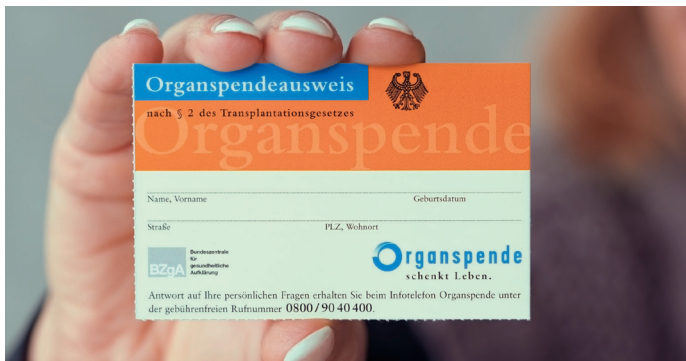 Organspendeausweis
nach § 2 des Transplantationsgesetzes
Organspende
Name, Vorname Geburtsdatum
Straße PLZ, Wohnort
BZgA
Bundeszentrale
für
gesundheitliche
Aufklärung
Organspende
schenkt Leben.
Antwort auf Ihre persönlichen Fragen erhalten Sie beim Infotelefon Organspende unter
der gebührenfreien Rufnummer 0800/90 40 400.